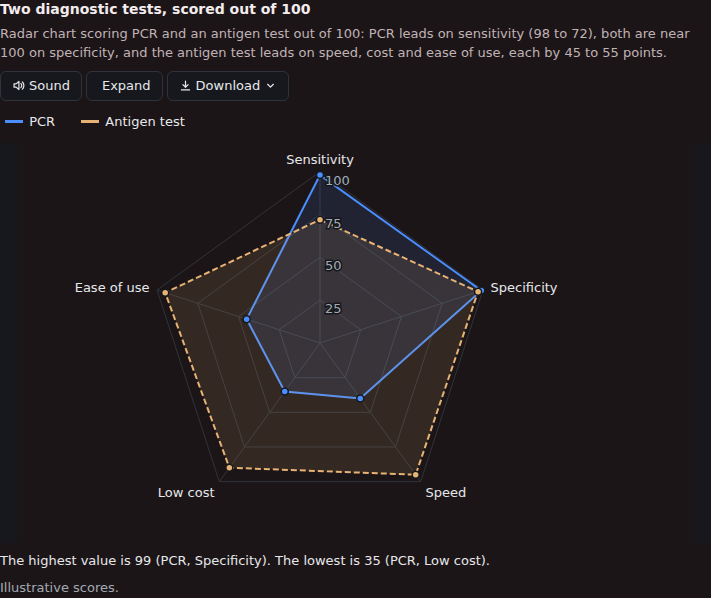 Two diagnostic tests, scored out of 100
Radar chart scoring PCR and an antigen test out of 100: PCR leads on sensitivity (98 to 72), both are near
100 on specificity, and the antigen test leads on speed, cost and ease of use, each by 45 to 55 points.
Sound Expand Download
PCR Antigen test
Sensitivity
100
75
50
25
Ease of use
Specificity
Low cost
Speed
The highest value is 99 (PCR, Specificity). The lowest is 35 (PCR, Low cost).
Illustrative scores.